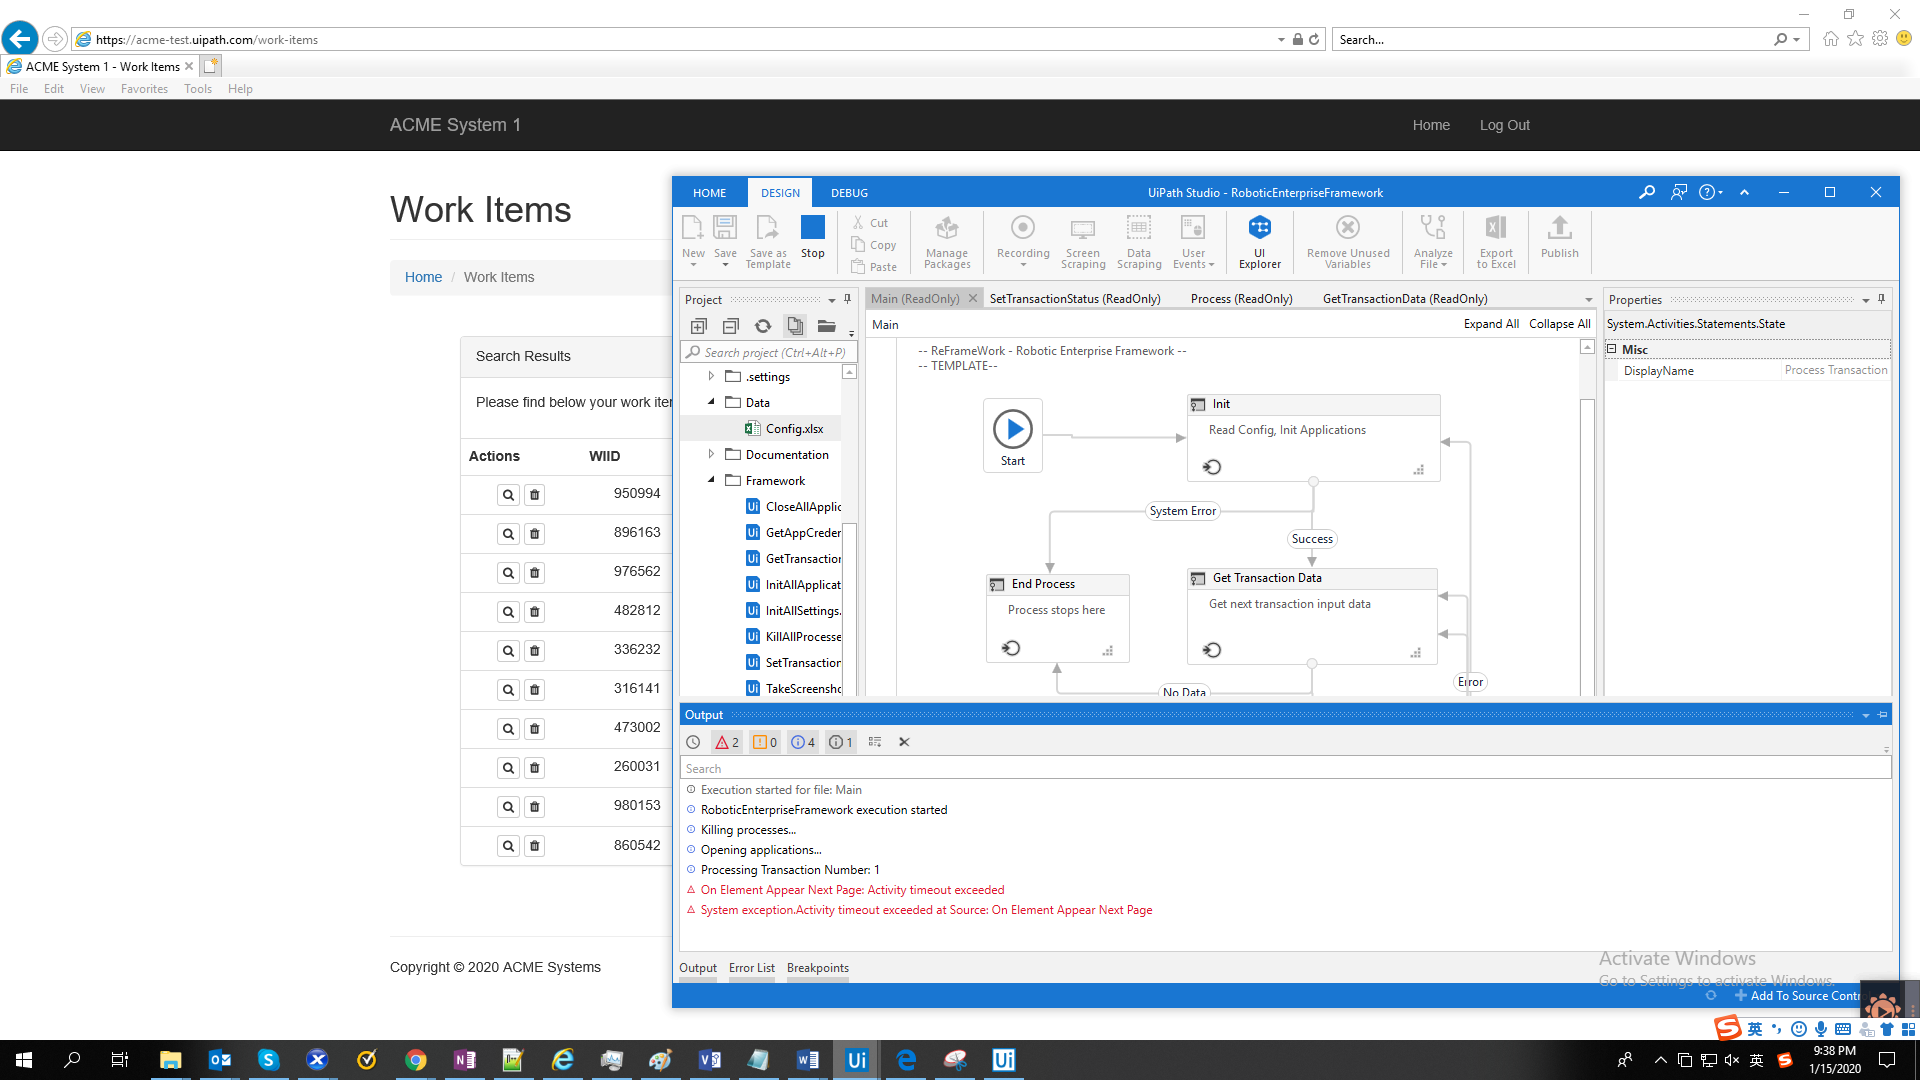 https://acme-test.uipath.com/work-items
Search...
ACME System 1 - Work Items
File Edit View Favorites Tools Help
ACME System 1
Home
Log Out
Work Items
Home / Work Items
Search Results
Please find below your work iter
Actions WIID
950994
896163
976562
482812
336232
316141
473002
260031
980153
860542
Copyright © 2020 ACME Systems
HOME DESIGN DEBUG
UiPath Studio - RoboticEnterpriseFramework
New
Save
Save as Template
Stop
Cut
Copy
Paste
Manage Packages
Recording
Screen Scraping
Data Scraping
User Events
UI Explorer
Remove Unused Variables
Analyze File
Export to Excel
Publish
Project
Search project (Ctrl+Alt+P)
.settings
Data
Config.xlsx
Documentation
Framework
CloseAllApplic
GetAppCreder
GetTransaction
InitAllApplicat
InitAllSettings.
KillAllProcesse
SetTransaction
TakeScreensho
Main (ReadOnly)
SetTransactionStatus (ReadOnly)
Process (ReadOnly)
GetTransactionData (ReadOnly)
Main
Expand All Collapse All
-- ReFrameWork - Robotic Enterprise Framework --
-- TEMPLATE--
Start
Init
Read Config, Init Applications
System Error
Success
End Process
Process stops here
Get Transaction Data
Get next transaction input data
No Data
Error
Properties
System.Activities.Statements.State
Misc
DisplayName Process Transaction
Output
2 0 4 1
Search
Execution started for file: Main
RoboticEnterpriseFramework execution started
Killing processes...
Opening applications...
Processing Transaction Number: 1
On Element Appear Next Page: Activity timeout exceeded
System exception.Activity timeout exceeded at Source: On Element Appear Next Page
Output Error List Breakpoints
Activate Windows
Go to Settings to activate Windows.
Add To Source Contr
英
英
9:38 PM
1/15/2020